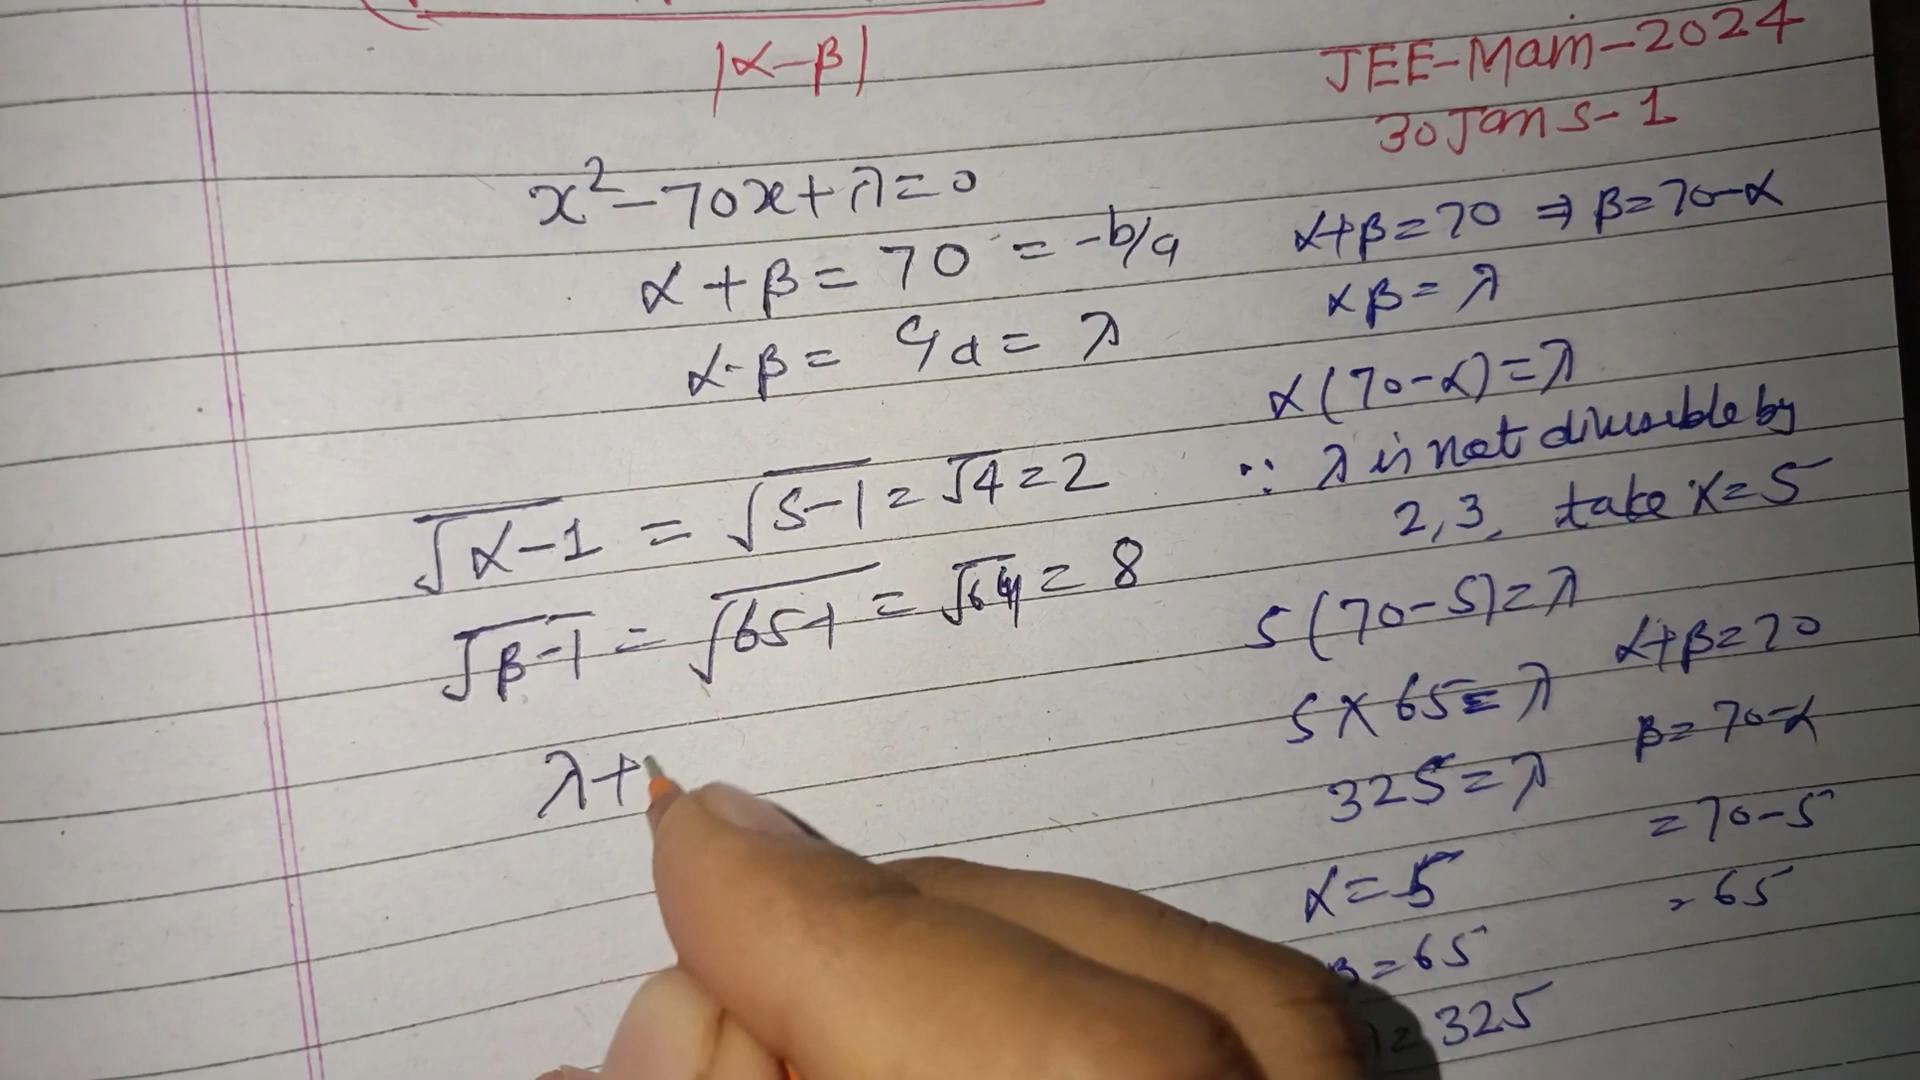 |α-β|
JEE-Main-2024
30 Jan S-1
x²-70x+λ=0
α+β=70=-b/a
α·β=c/a=λ
√α-1=√5-1=√4=2
√β-1=√65-1=√64=8
λ+
α+β=70⇒β=70-α
αβ=λ
α(70-α)=λ
∵ λ is not divisible by
2,3, take α=5
5(70-5)=λ
5×65=λ
325=λ
α=5
β=65
λ=325
α+β=70
β=70-α
=70-5
=65